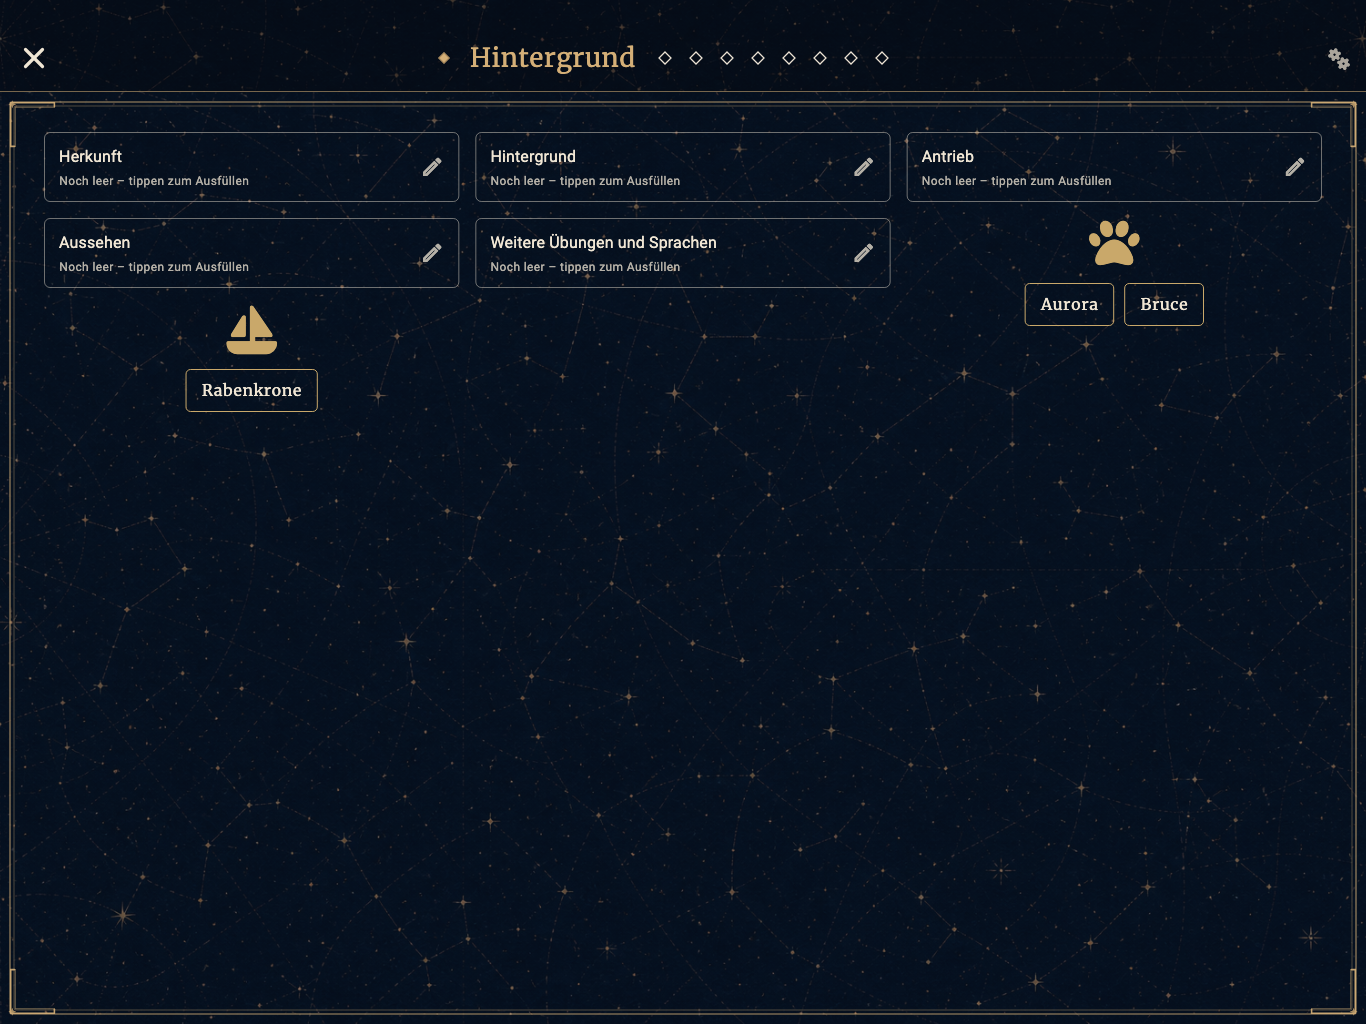 Hintergrund
Herkunft
Noch leer – tippen zum Ausfüllen
Hintergrund
Noch leer – tippen zum Ausfüllen
Antrieb
Noch leer – tippen zum Ausfüllen
Aussehen
Noch leer – tippen zum Ausfüllen
Weitere Übungen und Sprachen
Noch leer – tippen zum Ausfüllen
Aurora
Bruce
Rabenkrone